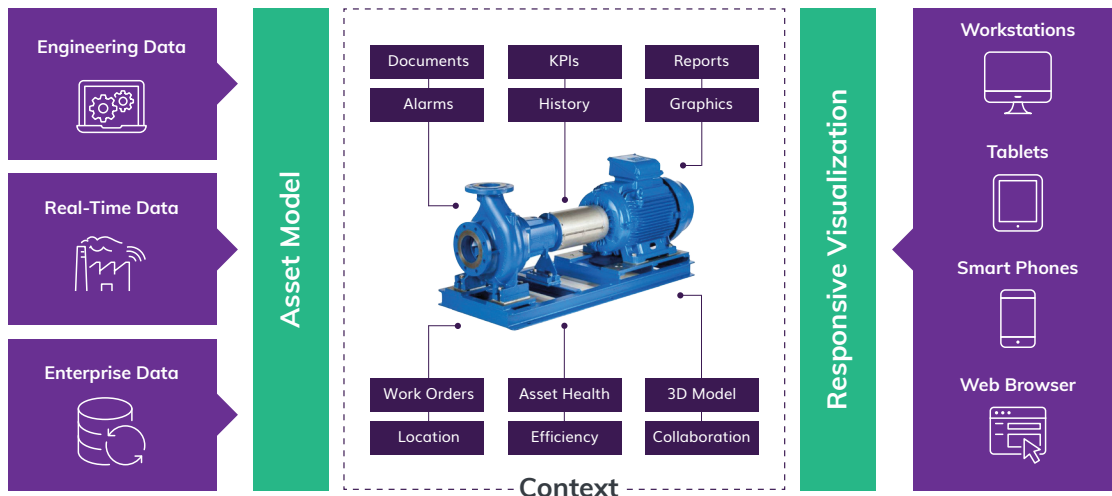 Engineering Data
Real-Time Data
Enterprise Data
Asset Model
Documents
KPIs
Reports
Alarms
History
Graphics
Work Orders
Asset Health
3D Model
Location
Efficiency
Collaboration
Context
Responsive Visualization
Workstations
Tablets
Smart Phones
Web Browser